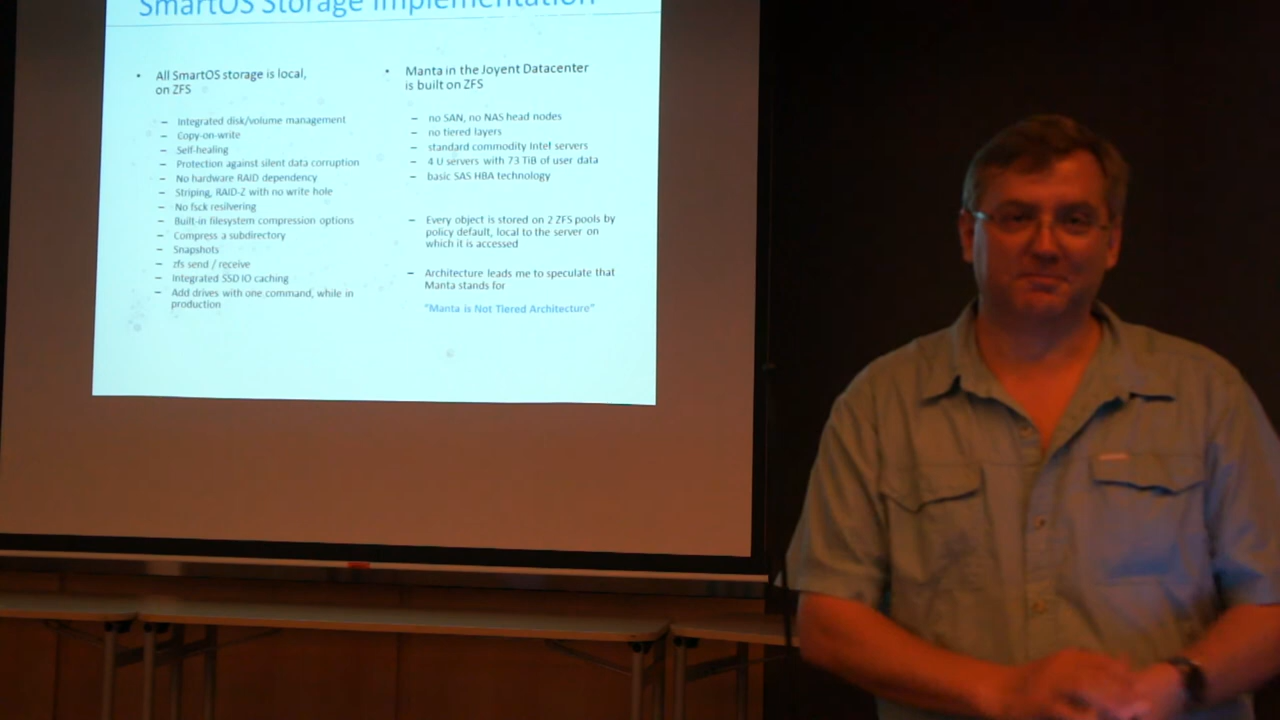 SmartOS Storage Implementation
• All SmartOS storage is local,
on ZFS
– Integrated disk/volume management
– Copy-on-write
– Self-healing
– Protection against silent data corruption
– No hardware RAID dependency
– Striping, RAID-Z with no write hole
– No fsck resilvering
– Built-in filesystem compression options
– Compress a subdirectory
– Snapshots
– zfs send / receive
– Integrated SSD IO caching
– Add drives with one command, while in
production
• Manta in the Joyent Datacenter
is built on ZFS
– no SAN, no NAS head nodes
– no tiered layers
– standard commodity Intel servers
– 4 U servers with 73 TiB of user data
– basic SAS HBA technology
– Every object is stored on 2 ZFS pools by
policy default, local to the server on
which it is accessed
– Architecture leads me to speculate that
Manta stands for
"Manta is Not Tiered Architecture"